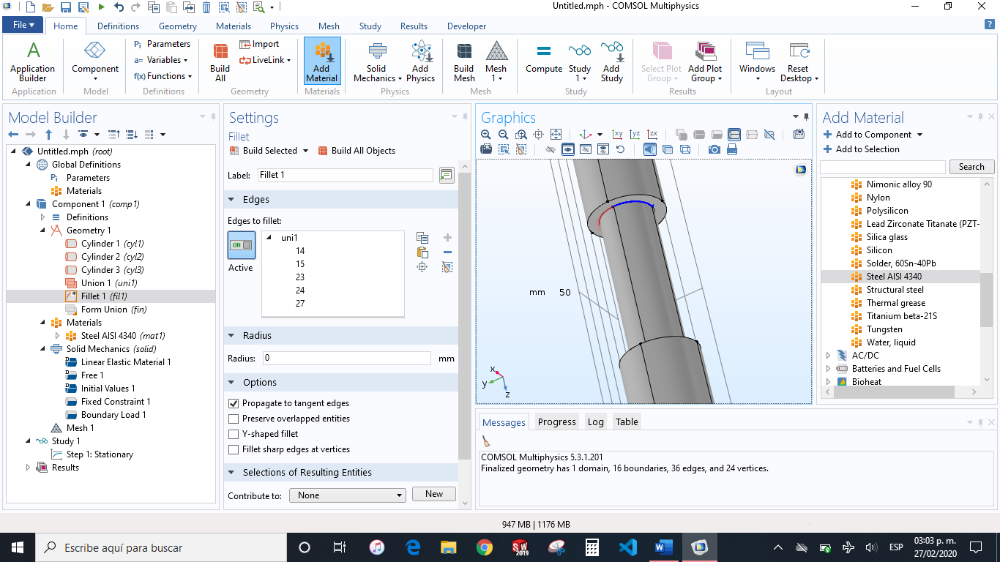 Untitled.mph - COMSOL Multiphysics
File Home Definitions Geometry Materials Physics Mesh Study Results Developer
Application Builder
Application
Component
Model
Pi Parameters
a= Variables
f(x) Functions
Definitions
Build All
Import
LiveLink
Geometry
Add Material
Materials
Solid Mechanics
Add Physics
Physics
Build Mesh
Mesh 1
Mesh
Compute
Study 1
Add Study
Study
Select Plot Group
Add Plot Group
Results
Windows
Reset Desktop
Layout
Model Builder
Untitled.mph (root)
Global Definitions
Pi Parameters
Materials
Component 1 (comp1)
Definitions
Geometry 1
Cylinder 1 (cyl1)
Cylinder 2 (cyl2)
Cylinder 3 (cyl3)
Union 1 (uni1)
Fillet 1 (fil1)
Form Union (fin)
Materials
Steel AISI 4340 (mat1)
Solid Mechanics (solid)
Linear Elastic Material 1
Free 1
Initial Values 1
Fixed Constraint 1
Boundary Load 1
Mesh 1
Study 1
Step 1: Stationary
Results
Settings
Fillet
Build Selected Build All Objects
Label: Fillet 1
Edges
Edges to fillet:
ON
Active
uni1
14
15
23
24
27
Radius
Radius: 0 mm
Options
Propagate to tangent edges
Preserve overlapped entities
Y-shaped fillet
Fillet sharp edges at vertices
Selections of Resulting Entities
Contribute to: None New
Graphics
xy yz zx
mm 50
x
y
z
Messages Progress Log Table
COMSOL Multiphysics 5.3.1.201
Finalized geometry has 1 domain, 16 boundaries, 36 edges, and 24 vertices.
Add Material
Add to Component
Add to Selection
Search
Nimonic alloy 90
Nylon
Polysilicon
Lead Zirconate Titanate (PZT-
Silica glass
Silicon
Solder, 60Sn-40Pb
Steel AISI 4340
Structural steel
Thermal grease
Titanium beta-21S
Tungsten
Water, liquid
AC/DC
Batteries and Fuel Cells
Bioheat
947 MB | 1176 MB
Escribe aquí para buscar
SW
2019
ESP
03:03 p. m.
27/02/2020